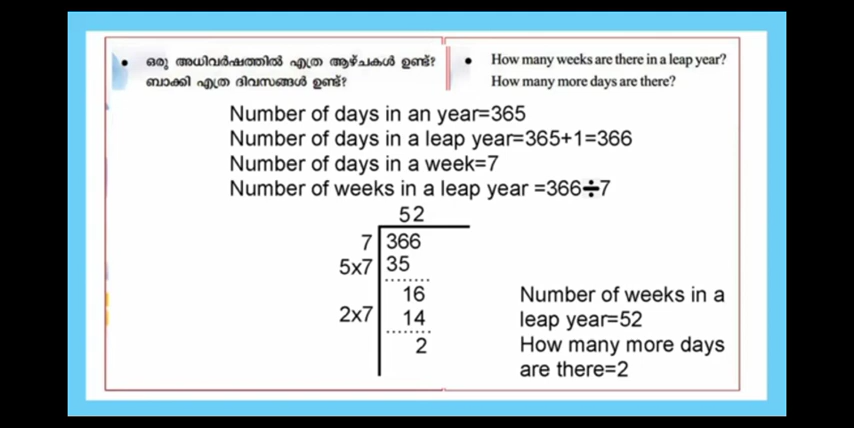 • ഒരു അധിവർഷത്തിൽ എത്ര ആഴ്ചകൾ ഉണ്ട്?
ബാക്കി എത്ര ദിവസങ്ങൾ ഉണ്ട്?
• How many weeks are there in a leap year?
How many more days are there?
Number of days in an year=365
Number of days in a leap year=365+1=366
Number of days in a week=7
Number of weeks in a leap year =366÷7
52
7 366
5x7 35
16
2x7 14
2
Number of weeks in a
leap year=52
How many more days
are there=2